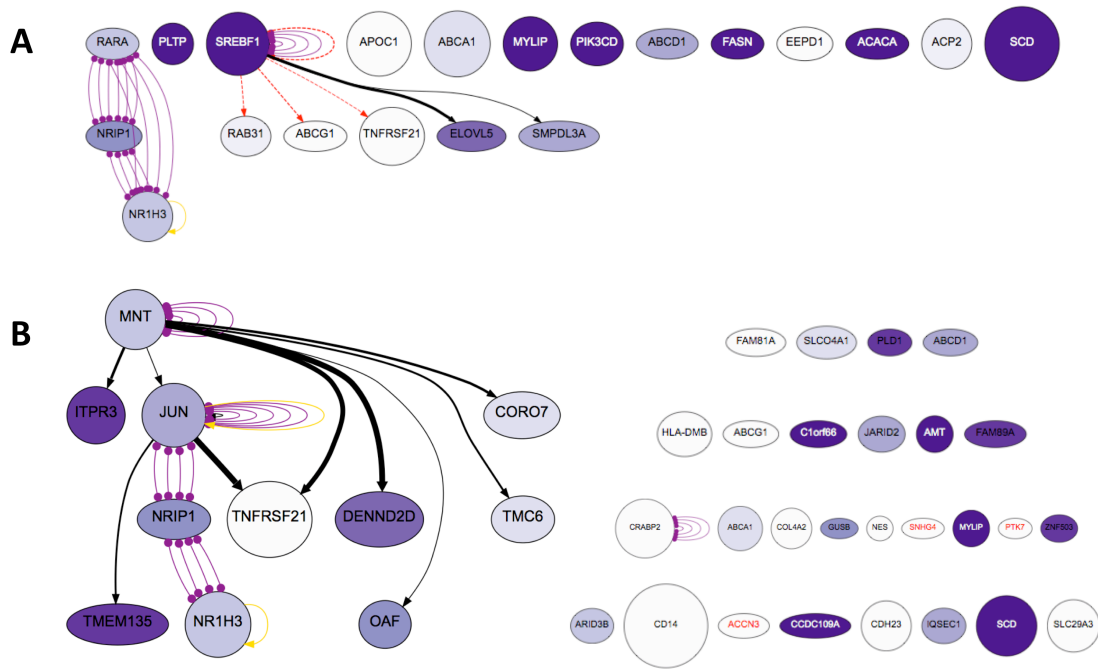 A
RARA PLTP SREBF1 APOC1 ABCA1 MYLIP PIK3CD ABCD1 FASN EEPD1 ACACA ACP2 SCD
NRIP1 RAB31 ABCG1 TNFRSF21 ELOVL5 SMPDL3A
NR1H3
B
MNT
FAM81A SLCO4A1 PLD1 ABCD1
ITPR3 JUN CORO7
HLA-DMB ABCG1 C1orf66 JARID2 AMT FAM89A
NRIP1 TNFRSF21 DENND2D TMC6
CRABP2 ABCA1 COL4A2 GUSB NES SNHG4 MYLIP PTK7 ZNF503
TMEM135 NR1H3 OAF
ARID3B CD14 ACCN3 CCDC109A CDH23 IQSEC1 SCD SLC29A3